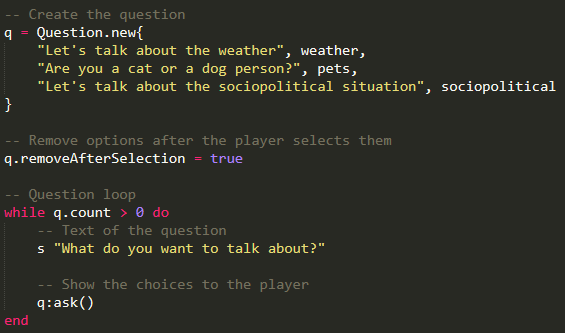 -- Create the question
q = Question.new{
    "Let's talk about the weather", weather,
    "Are you a cat or a dog person?", pets,
    "Let's talk about the sociopolitical situation", sociopolitical
}

-- Remove options after the player selects them
q.removeAfterSelection = true

-- Question loop
while q.count > 0 do
    -- Text of the question
    s "What do you want to talk about?"

    -- Show the choices to the player
    q:ask()
end